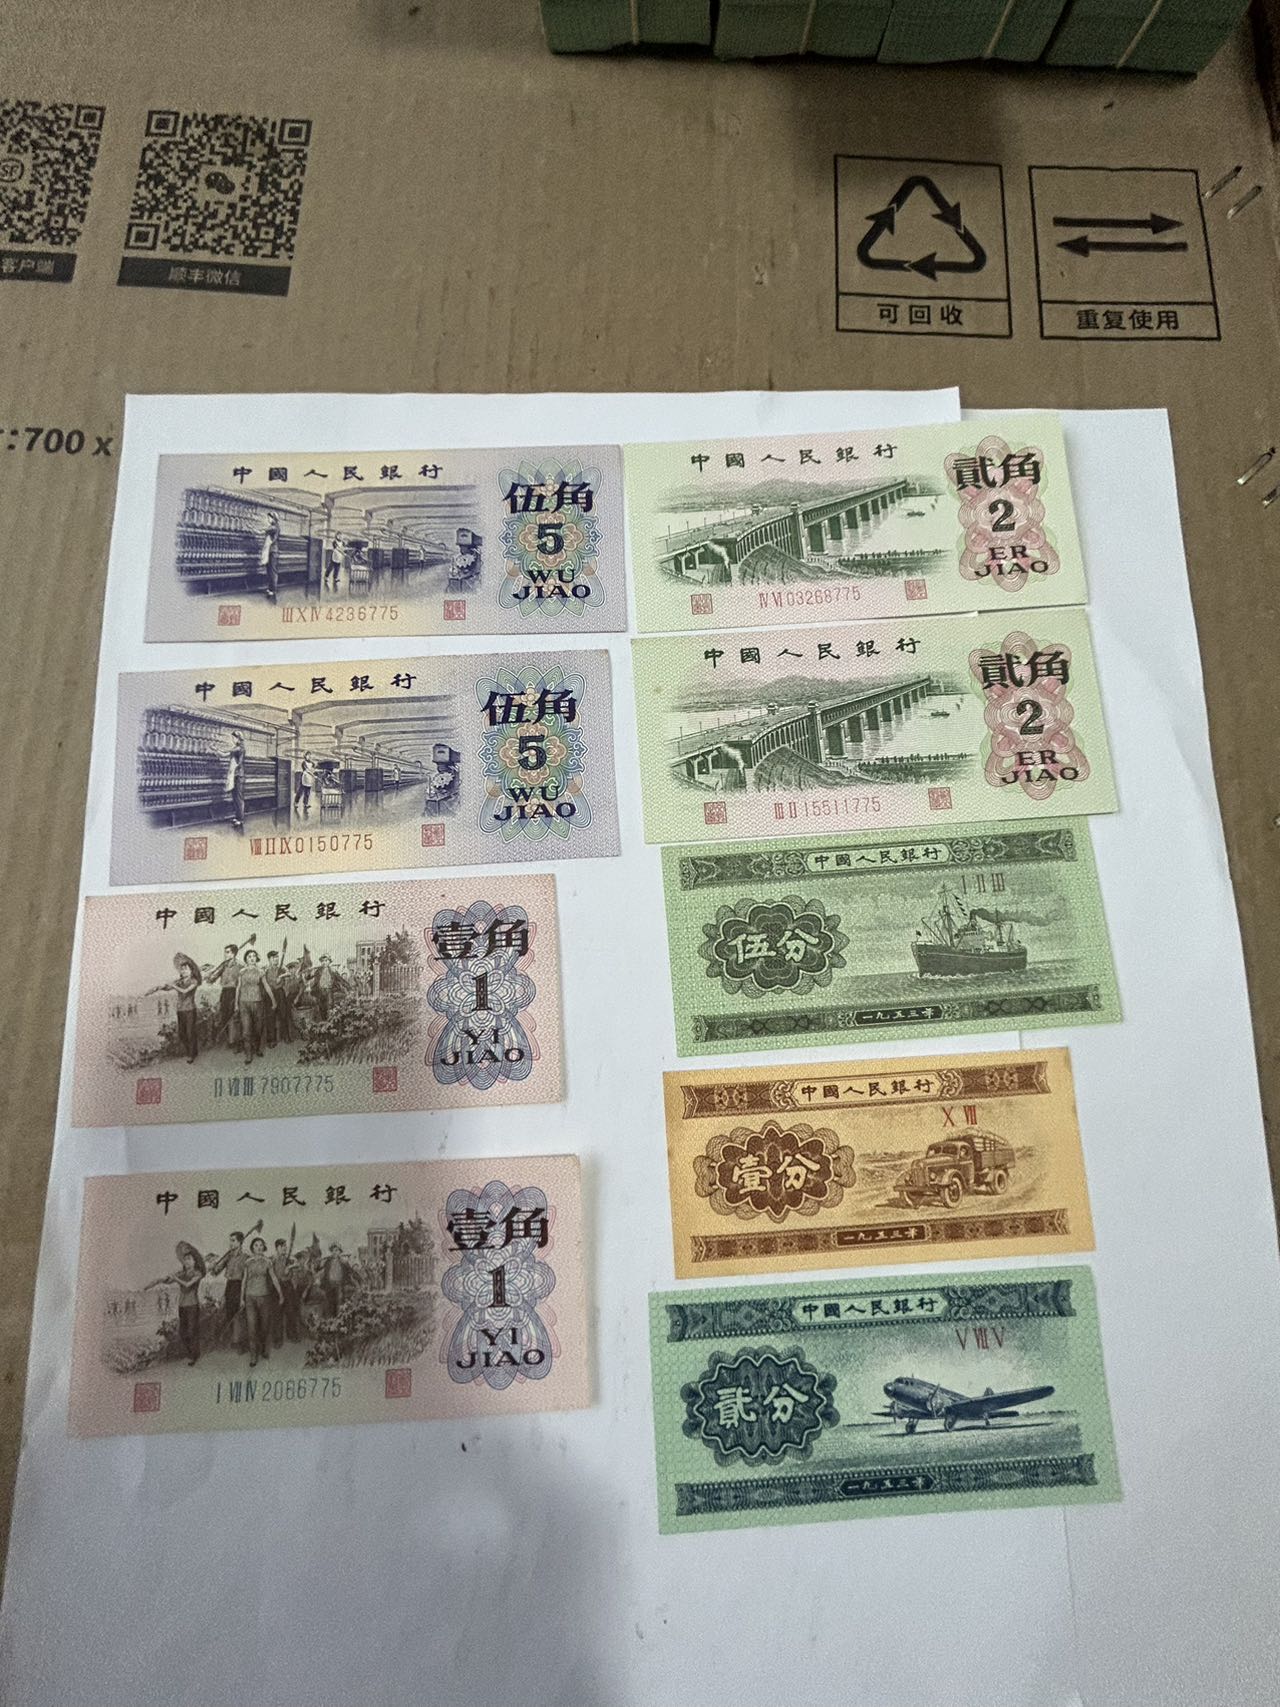 SF
客户端
顺丰微信
可回收
重复使用
:700 x
中國人民銀行
伍角
5
WU
JIAO
ⅢⅩⅣ4236775
中國人民銀行
貳角
2
ER
JIAO
ⅣⅥ03268775
中國人民銀行
伍角
5
WU
JIAO
ⅧⅡⅨ0150775
中國人民銀行
貳角
2
ER
JIAO
ⅢⅡ15511775
中國人民銀行
壹角
1
YI
JIAO
ⅡⅦⅢ7907775
中國人民銀行
ⅠⅡⅢ
伍分
一九五三年
中國人民銀行
ⅩⅦ
壹分
一九五三年
中國人民銀行
壹角
1
YI
JIAO
ⅠⅦⅣ2086775
中國人民銀行
ⅤⅦⅤ
貳分
一九五三年